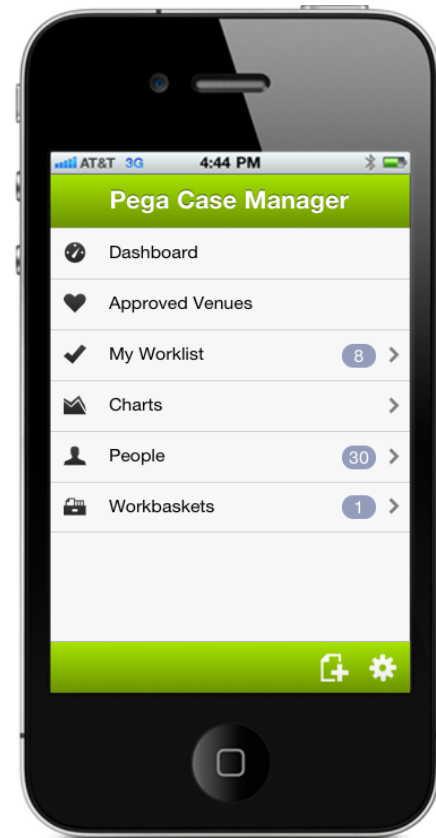 AT&T 3G 4:44 PM
Pega Case Manager
Dashboard
Approved Venues
My Worklist 8
Charts
People 30
Workbaskets 1